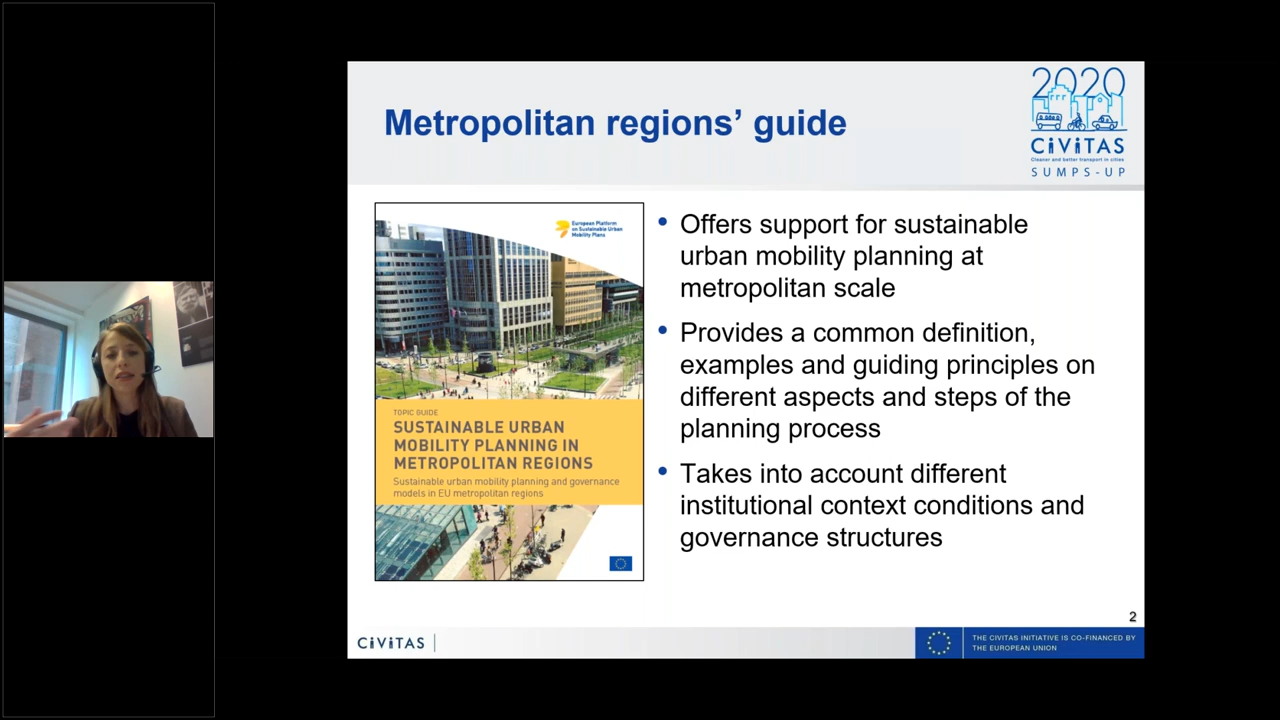 Metropolitan regions’ guide
2020
CiViTAS
Cleaner and better transport in cities
SUMPS-UP
European Platform
on Sustainable Urban
Mobility Plans
TOPIC GUIDE
SUSTAINABLE URBAN
MOBILITY PLANNING IN
METROPOLITAN REGIONS
Sustainable urban mobility planning and governance
models in EU metropolitan regions
• Offers support for sustainable
urban mobility planning at
metropolitan scale
• Provides a common definition,
examples and guiding principles on
different aspects and steps of the
planning process
• Takes into account different
institutional context conditions and
governance structures
2
CiViTAS
THE CIVITAS INITIATIVE IS CO-FINANCED BY
THE EUROPEAN UNION